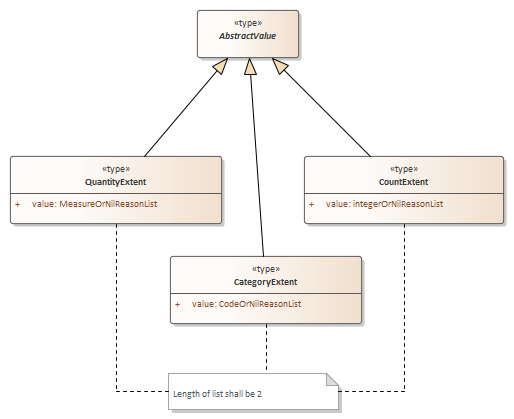 «type»
AbstractValue
«type»
QuantityExtent
+ value: MeasureOrNilReasonList
«type»
CountExtent
+ value: integerOrNilReasonList
«type»
CategoryExtent
+ value: CodeOrNilReasonList
Length of list shall be 2